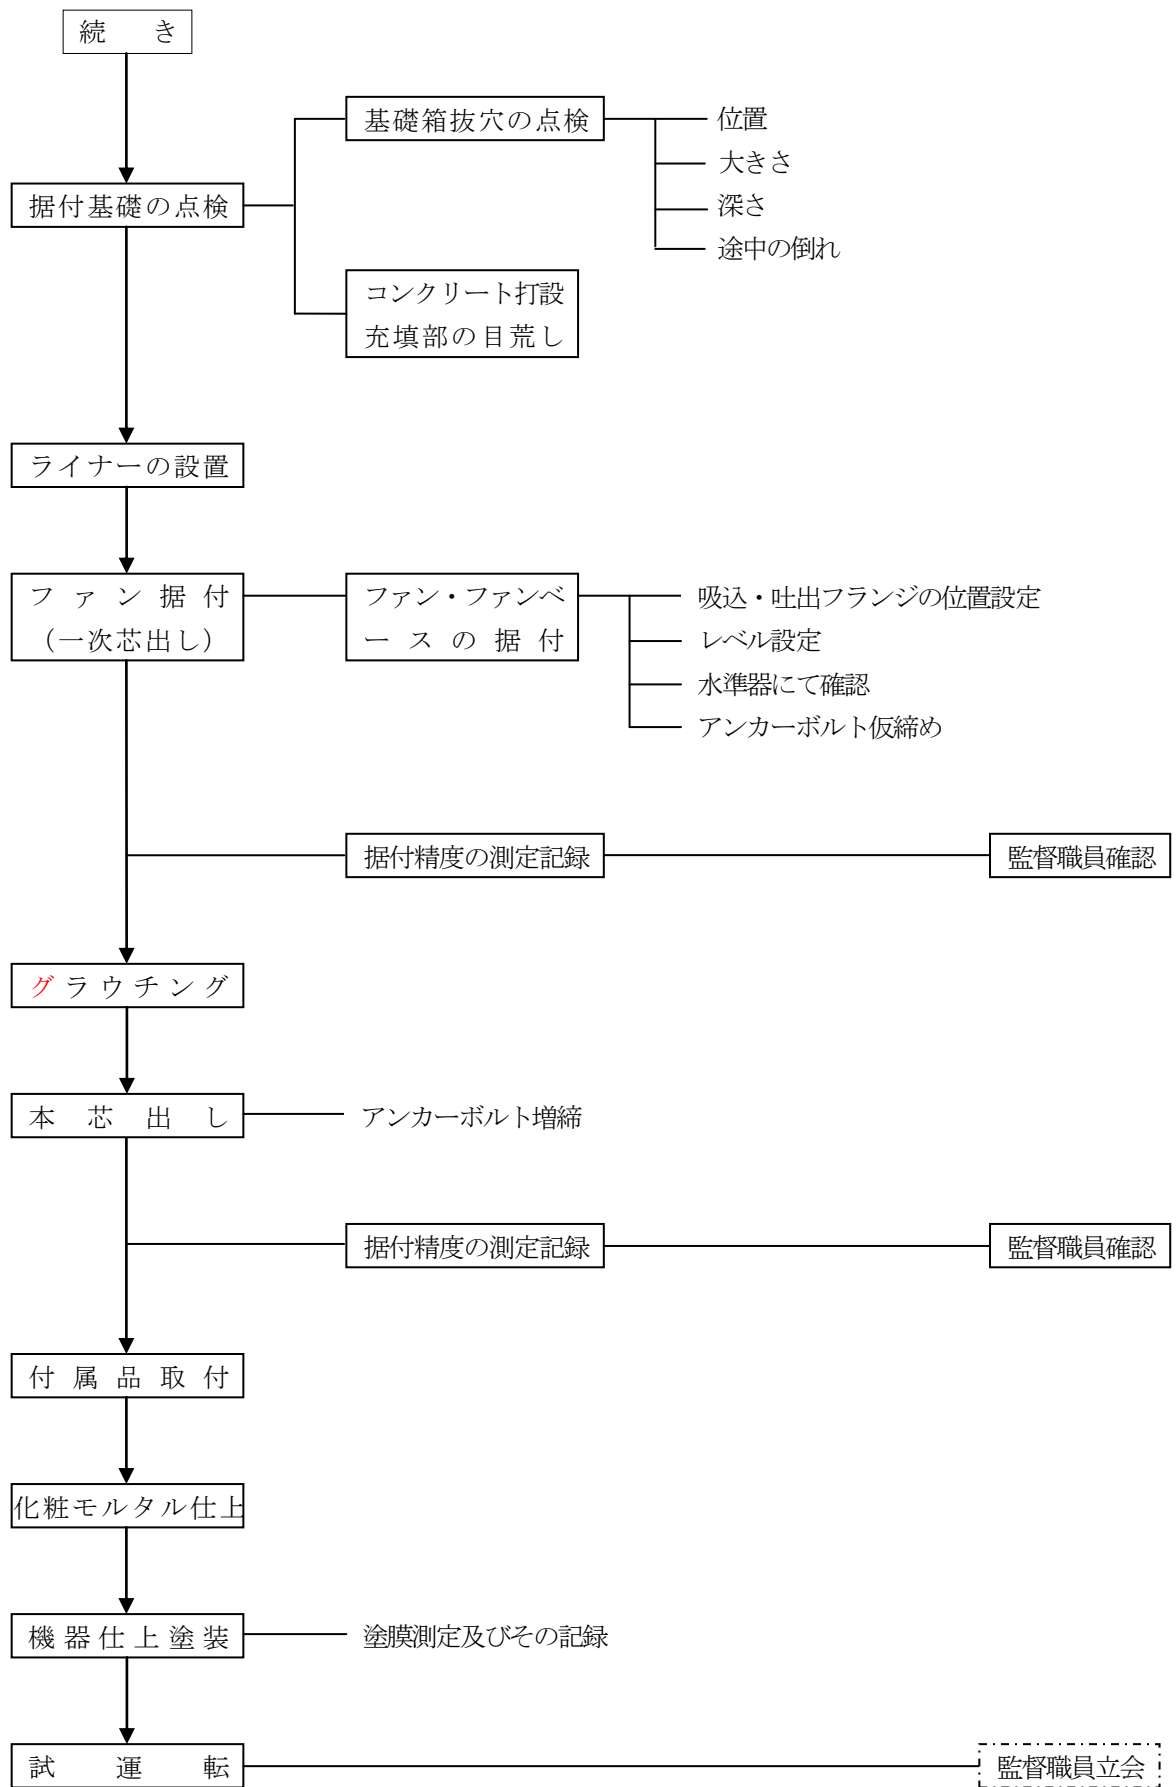 続き
基礎箱抜穴の点検
位置
大きさ
深さ
途中の倒れ
据付基礎の点検
コンクリート打設
充填部の目荒し
ライナーの設置
ファン据付
（一次芯出し）
ファン・ファンベ
ースの据付
吸込・吐出フランジの位置設定
レベル設定
水準器にて確認
アンカーボルト仮締め
据付精度の測定記録
監督職員確認
グラウチング
本芯出し
アンカーボルト増締
据付精度の測定記録
監督職員確認
付属品取付
化粧モルタル仕上
機器仕上塗装
塗膜測定及びその記録
試運転
監督職員立会